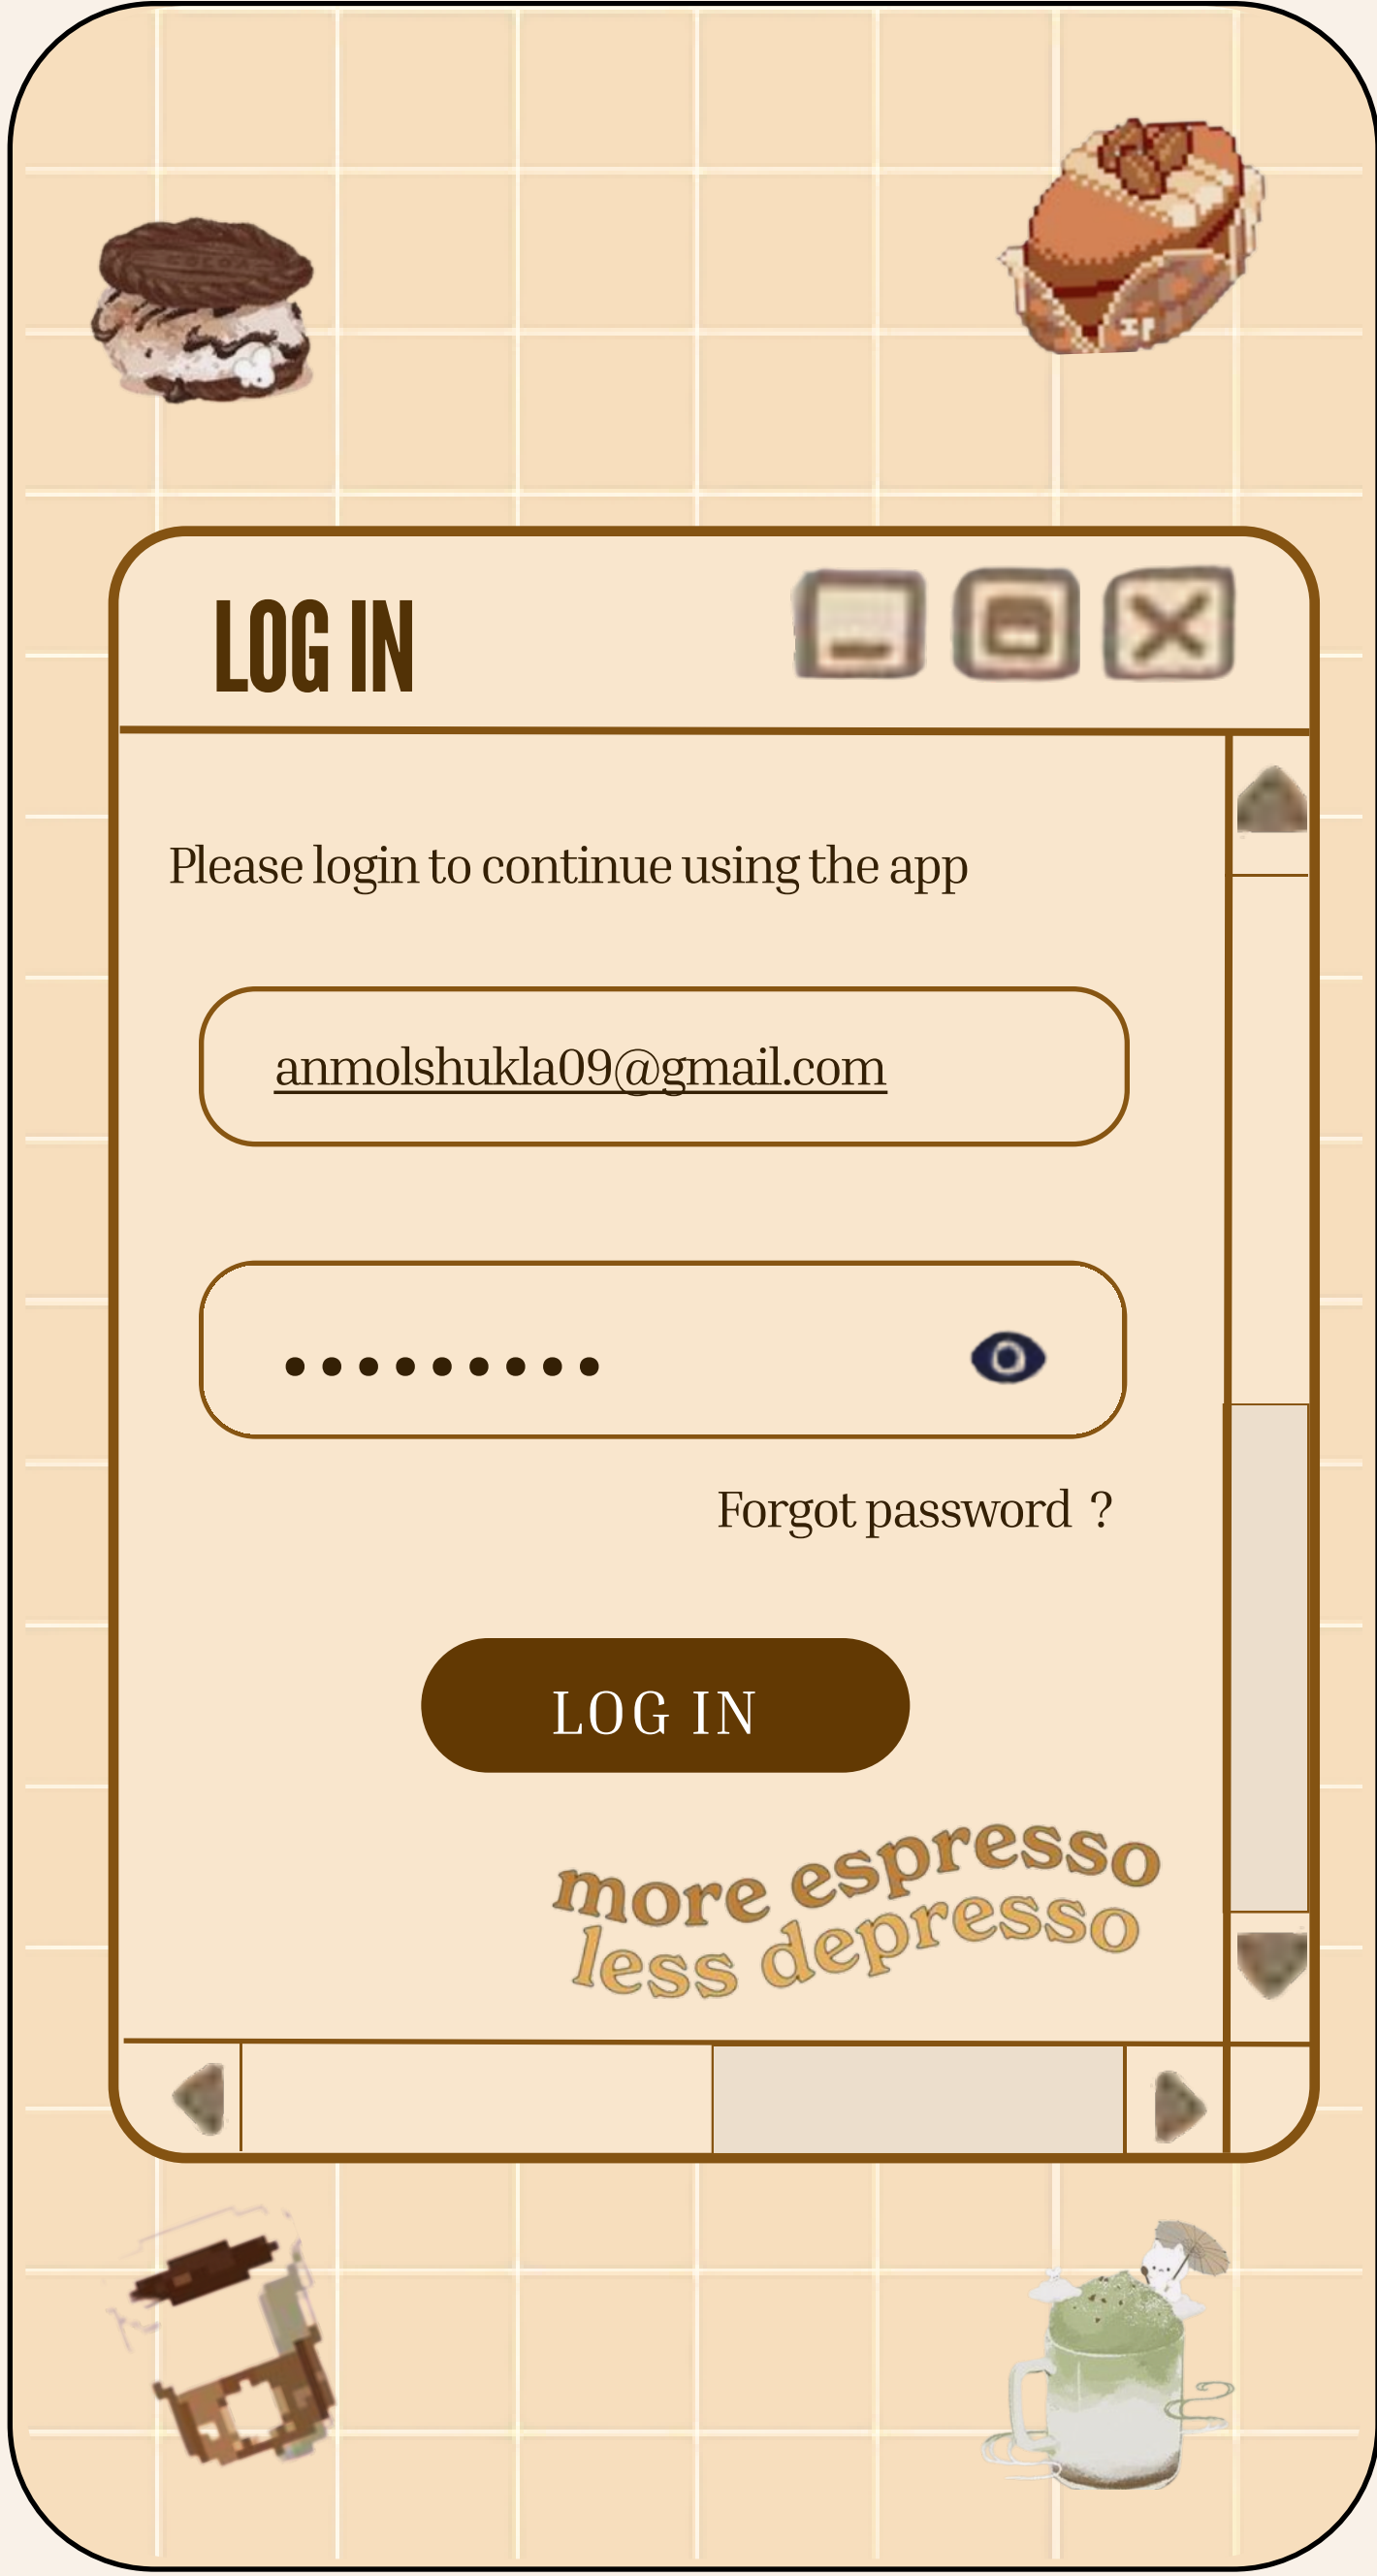 LOG IN
Please login to continue using the app
anmolshukla09@gmail.com
•••••••••
Forgot password ?
LOG IN
more espresso
less depresso